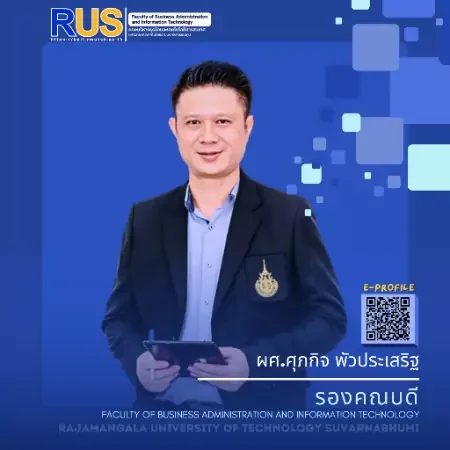 RUS
Faculty of Business Administration
and Information Technology
E-PROFILE
ผศ.ศุภกิจ พัวประเสริฐ
รองคณบดี
FACULTY OF BUSINESS ADMINISTRATION AND INFORMATION TECHNOLOGY
RAJAMANGALA UNIVERSITY OF TECHNOLOGY SUVARNABHUMI